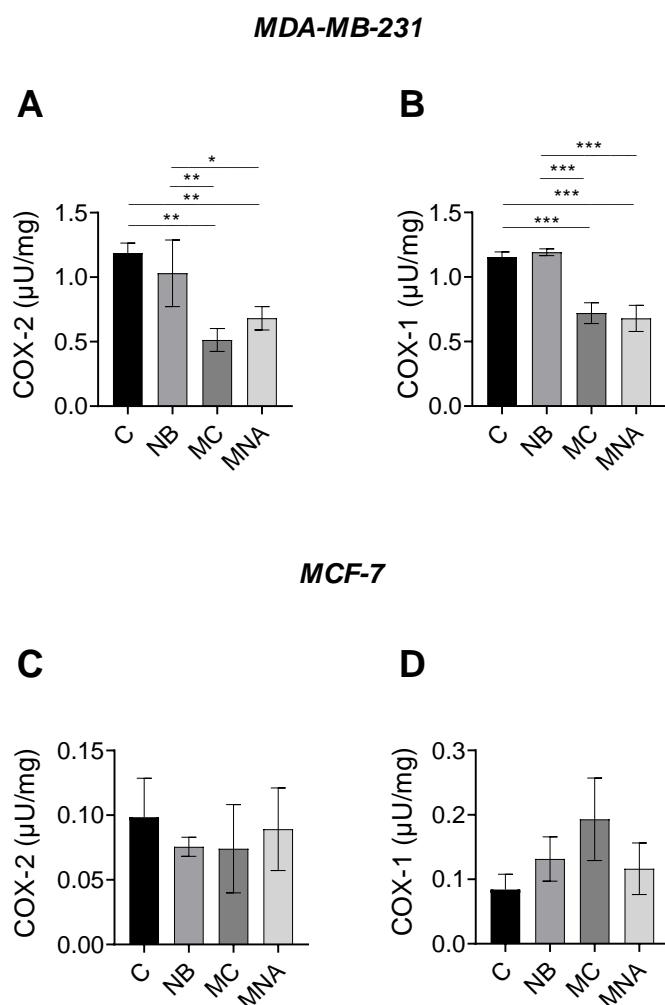 MDA-MB-231
A
B
*
**
**
**
***
***
***
***
COX-2 (µU/mg)
1.5
1.0
0.5
0.0
C
NB
MC
MNA
COX-1 (µU/mg)
1.5
1.0
0.5
0.0
C
NB
MC
MNA
MCF-7
C
D
COX-2 (µU/mg)
0.15
0.10
0.05
0.00
C
NB
MC
MNA
COX-1 (µU/mg)
0.3
0.2
0.1
0.0
C
NB
MC
MNA